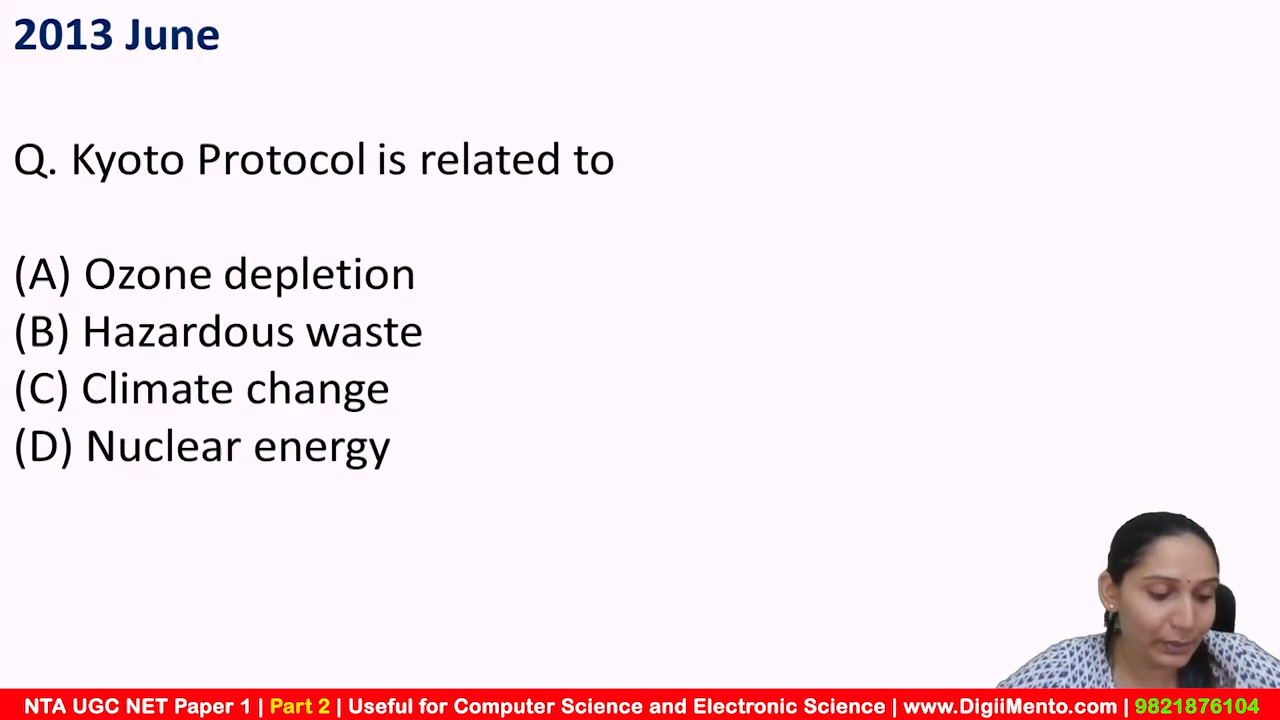 2013 June
Q. Kyoto Protocol is related to
(A) Ozone depletion
(B) Hazardous waste
(C) Climate change
(D) Nuclear energy
NTA UGC NET Paper 1 | Part 2 | Useful for Computer Science and Electronic Science | www.DigiiMento.com | 9821876104